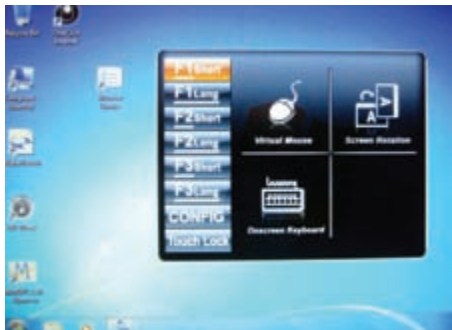 F1Short
F1Long
F2Short
F2Long
F3Short
F3Long
CONFIG
Touch Lock
Virtual Mouse
Screen Rotation
Onscreen Keyboard
A
A